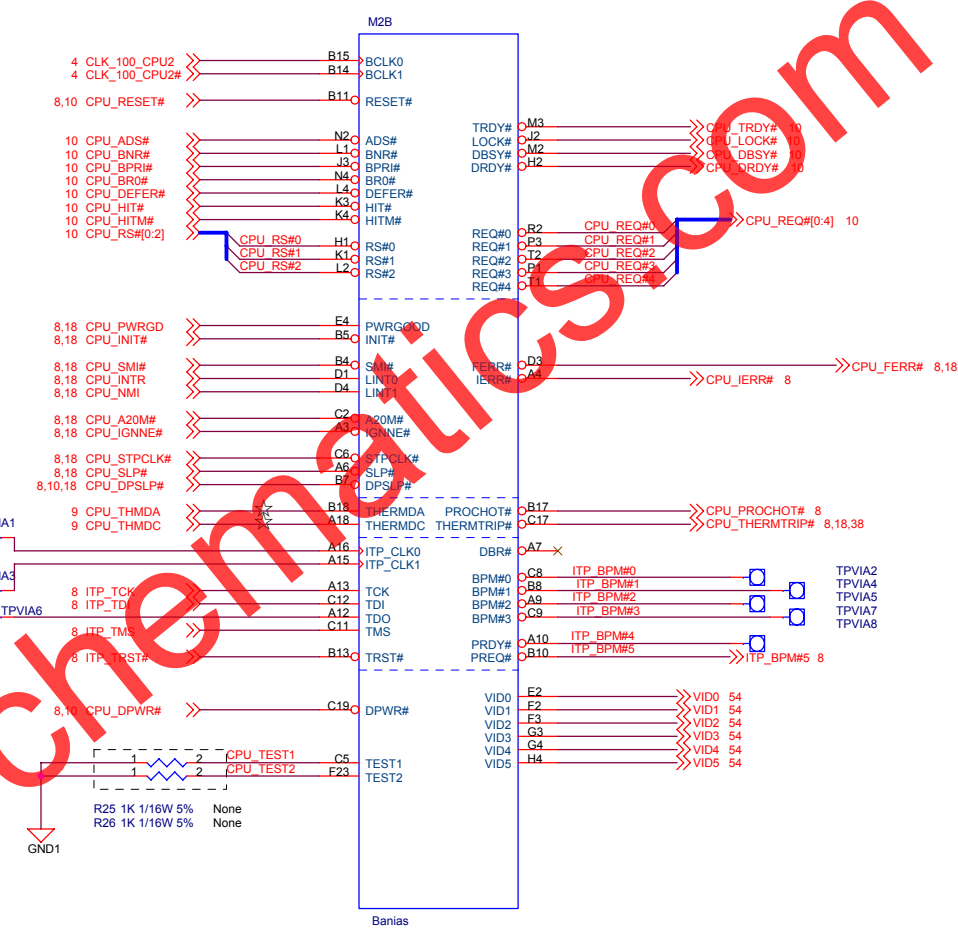 M2B
4 CLK_100_CPU2 B15 BCLK0
4 CLK_100_CPU2# B14 BCLK1
8,10 CPU_RESET# B11 RESET#
TRDY# M3 CPU_TRDY# 10
10 CPU_ADS# N2 ADS# LOCK# J2 CPU_LOCK# 10
10 CPU_BNR# L1 BNR# DBSY# M2 CPU_DBSY# 10
10 CPU_BPRI# J3 BPRI# DRDY# H2 CPU_DRDY# 10
10 CPU_BR0# N4 BR0#
10 CPU_DEFER# L4 DEFER#
10 CPU_HIT# K3 HIT#
10 CPU_HITM# K4 HITM# CPU_REQ#[0:4] 10
10 CPU_RS#[0:2] REQ#0 R2 CPU_REQ#0
CPU_RS#0 H1 RS#0 REQ#1 P3 CPU_REQ#1
CPU_RS#1 K1 RS#1 REQ#2 T2 CPU_REQ#2
CPU_RS#2 L2 RS#2 REQ#3 P1 CPU_REQ#3
REQ#4 T1 CPU_REQ#4
8,18 CPU_PWRGD E4 PWRGOOD
8,18 CPU_INIT# B5 INIT#
8,18 CPU_SMI# B4 SMI# FERR# D3 CPU_FERR# 8,18
8,18 CPU_INTR D1 LINT0 IERR# A4 CPU_IERR# 8
8,18 CPU_NMI D4 LINT1
8,18 CPU_A20M# C2 A20M#
8,18 CPU_IGNNE# A3 IGNNE#
8,18 CPU_STPCLK# C6 STPCLK#
8,18 CPU_SLP# A6 SLP#
8,10,18 CPU_DPSLP# B7 DPSLP#
9 CPU_THMDA B18 THERMDA PROCHOT# B17 CPU_PROCHOT# 8
9 CPU_THMDC A18 THERMDC THERMTRIP# C17 CPU_THERMTRIP# 8,18,38
IA1
A16 ITP_CLK0 DBR# A7
A15 ITP_CLK1
IA3 BPM#0 C8 ITP_BPM#0 TPVIA2
8 ITP_TCK A13 TCK BPM#1 B8 ITP_BPM#1 TPVIA4
8 ITP_TDI C12 TDI BPM#2 A9 ITP_BPM#2 TPVIA5
TPVIA6 A12 TDO BPM#3 C9 ITP_BPM#3 TPVIA7
8 ITP_TMS C11 TMS TPVIA8
PRDY# A10 ITP_BPM#4
8 ITP_TRST# B13 TRST# PREQ# B10 ITP_BPM#5 ITP_BPM#5 8
VID0 E2 VID0 54
8,10 CPU_DPWR# C19 DPWR# VID1 F2 VID1 54
VID2 F3 VID2 54
VID3 G3 VID3 54
VID4 G4 VID4 54
1 2 CPU_TEST1 C5 TEST1 VID5 H4 VID5 54
1 2 CPU_TEST2 F23 TEST2
R25 1K 1/16W 5% None
R26 1K 1/16W 5% None
GND1
Banias
chematics.com